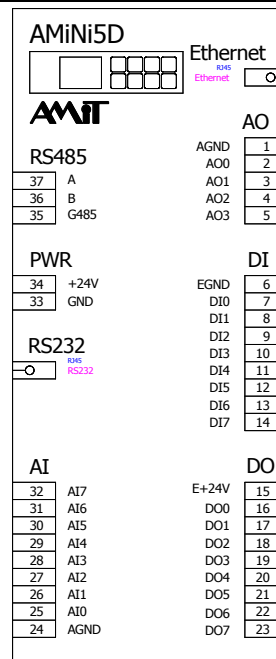 AMiNi5D
Ethernet
RJ45
Ethernet
AMiT
AO
AGND 1
AO0 2
AO1 3
AO2 4
AO3 5
RS485
37 A
36 B
35 G485
PWR
34 +24V
33 GND
DI
EGND 6
DI0 7
DI1 8
DI2 9
DI3 10
DI4 11
DI5 12
DI6 13
DI7 14
RS232
RJ45
RS232
AI
32 AI7
31 AI6
30 AI5
29 AI4
28 AI3
27 AI2
26 AI1
25 AI0
24 AGND
DO
E+24V 15
DO0 16
DO1 17
DO2 18
DO3 19
DO4 20
DO5 21
DO6 22
DO7 23